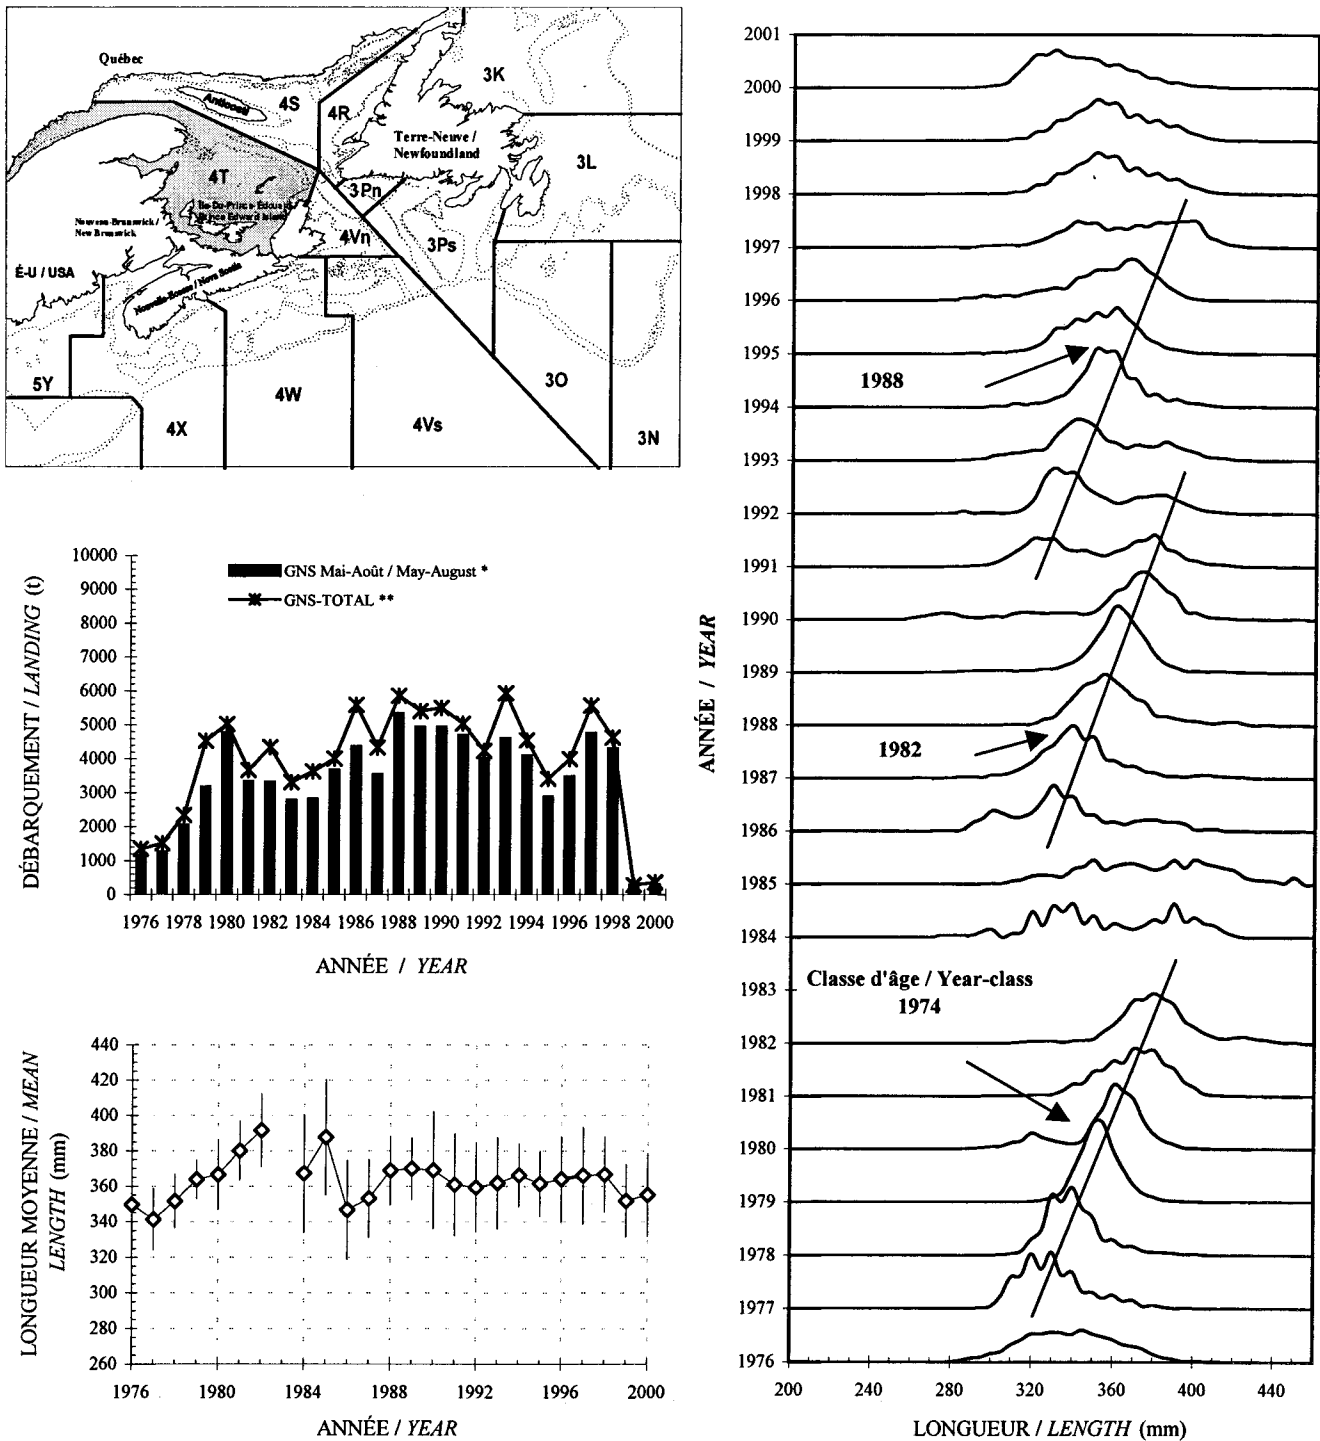 Québec
Anticosti
4S
4R
3K
Terre-Neuve /
Newfoundland
3L
4T
3Pn
Île-Du-Prince-Édouard
Prince Edward Island
Nouveau-Brunswick /
New Brunswick
4Vn
3Ps
É-U / USA
Nouvelle-Écosse / Nova Scotia
5Y
4X
4W
4Vs
3O
3N
DÉBARQUEMENT / LANDING (t)
10000
9000
8000
7000
6000
5000
4000
3000
2000
1000
0
GNS Mai-Août / May-August *
GNS-TOTAL **
1976 1978 1980 1982 1984 1986 1988 1990 1992 1994 1996 1998 2000
ANNÉE / YEAR
LONGUEUR MOYENNE / MEAN
LENGTH (mm)
440
420
400
380
360
340
320
300
280
260
1976 1980 1984 1988 1992 1996 2000
ANNÉE / YEAR
ANNÉE / YEAR
2001
2000
1999
1998
1997
1996
1995
1988
1994
1993
1992
1991
1990
1989
1988
1982
1987
1986
1985
1984
1983
Classe d'âge / Year-class
1974
1982
1981
1980
1979
1978
1977
1976
200 240 280 320 360 400 440
LONGUEUR / LENGTH (mm)